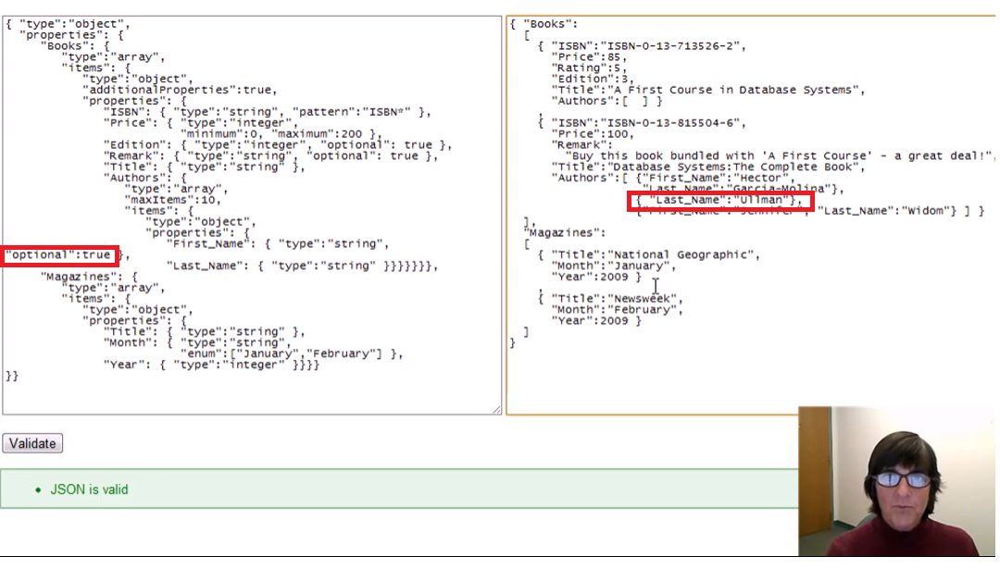 { "type":"object",
"properties": {
"Books": {
"type":"array",
"items": {
"type":"object",
"additionalProperties":true,
"properties": {
"ISBN": { "type":"string", "pattern":"ISBN*" },
"Price": { "type":"integer",
"minimum":0, "maximum":200 },
"Edition": { "type":"integer", "optional": true },
"Remark": { "type":"string", "optional": true },
"Title": { "type":"string" },
"Authors": {
"type":"array",
"maxItems":10,
"items": {
"type":"object",
"properties": {
"First_Name": { "type":"string",
"optional":true },
"Last_Name": { "type":"string" }}}}}}},
"Magazines": {
"type":"array",
"items": {
"type":"object",
"properties": {
"Title": { "type":"string" },
"Month": { "type":"string",
"enum":["January","February"] },
"Year": { "type":"integer" }}}}
}}
{ "Books":
[
{ "ISBN":"ISBN-0-13-713526-2",
"Price":85,
"Rating":5,
"Edition":3,
"Title":"A First Course in Database Systems",
"Authors":[ ] }
,
{ "ISBN":"ISBN-0-13-815504-6",
"Price":100,
"Remark":
"Buy this book bundled with 'A First Course' - a great deal!",
"Title":"Database Systems:The Complete Book",
"Authors":[ {"First_Name":"Hector",
"Last_Name":"Garcia-Molina"},
{ "Last_Name":"Ullman"},
{"First_Name":"Jennifer", "Last_Name":"Widom"} ] }
],
"Magazines":
[
{ "Title":"National Geographic",
"Month":"January",
"Year":2009 }
,
{ "Title":"Newsweek",
"Month":"February",
"Year":2009 }
]
}
Validate
JSON is valid